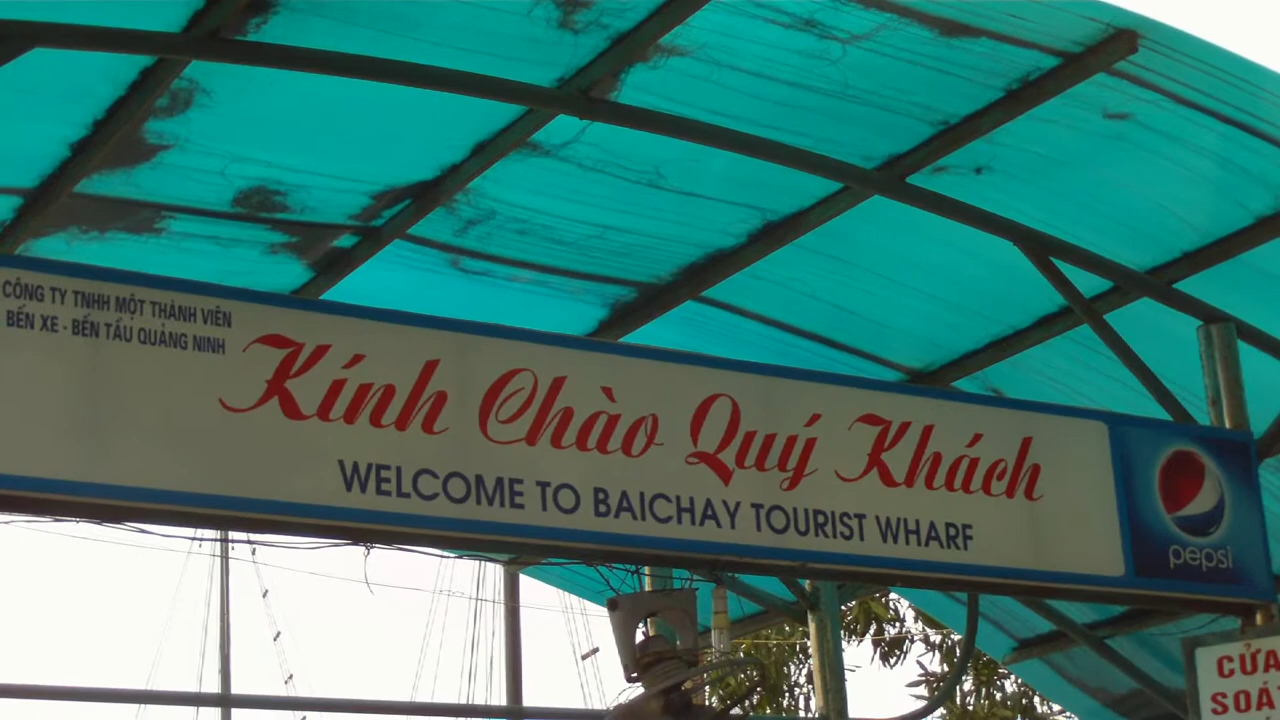 CÔNG TY TNHH MỘT THÀNH VIÊN
BẾN XE - BẾN TẦU QUẢNG NINH
Kính Chào Quý Khách
WELCOME TO BAICHAY TOURIST WHARF
pepsi
CỬA
SOÁ